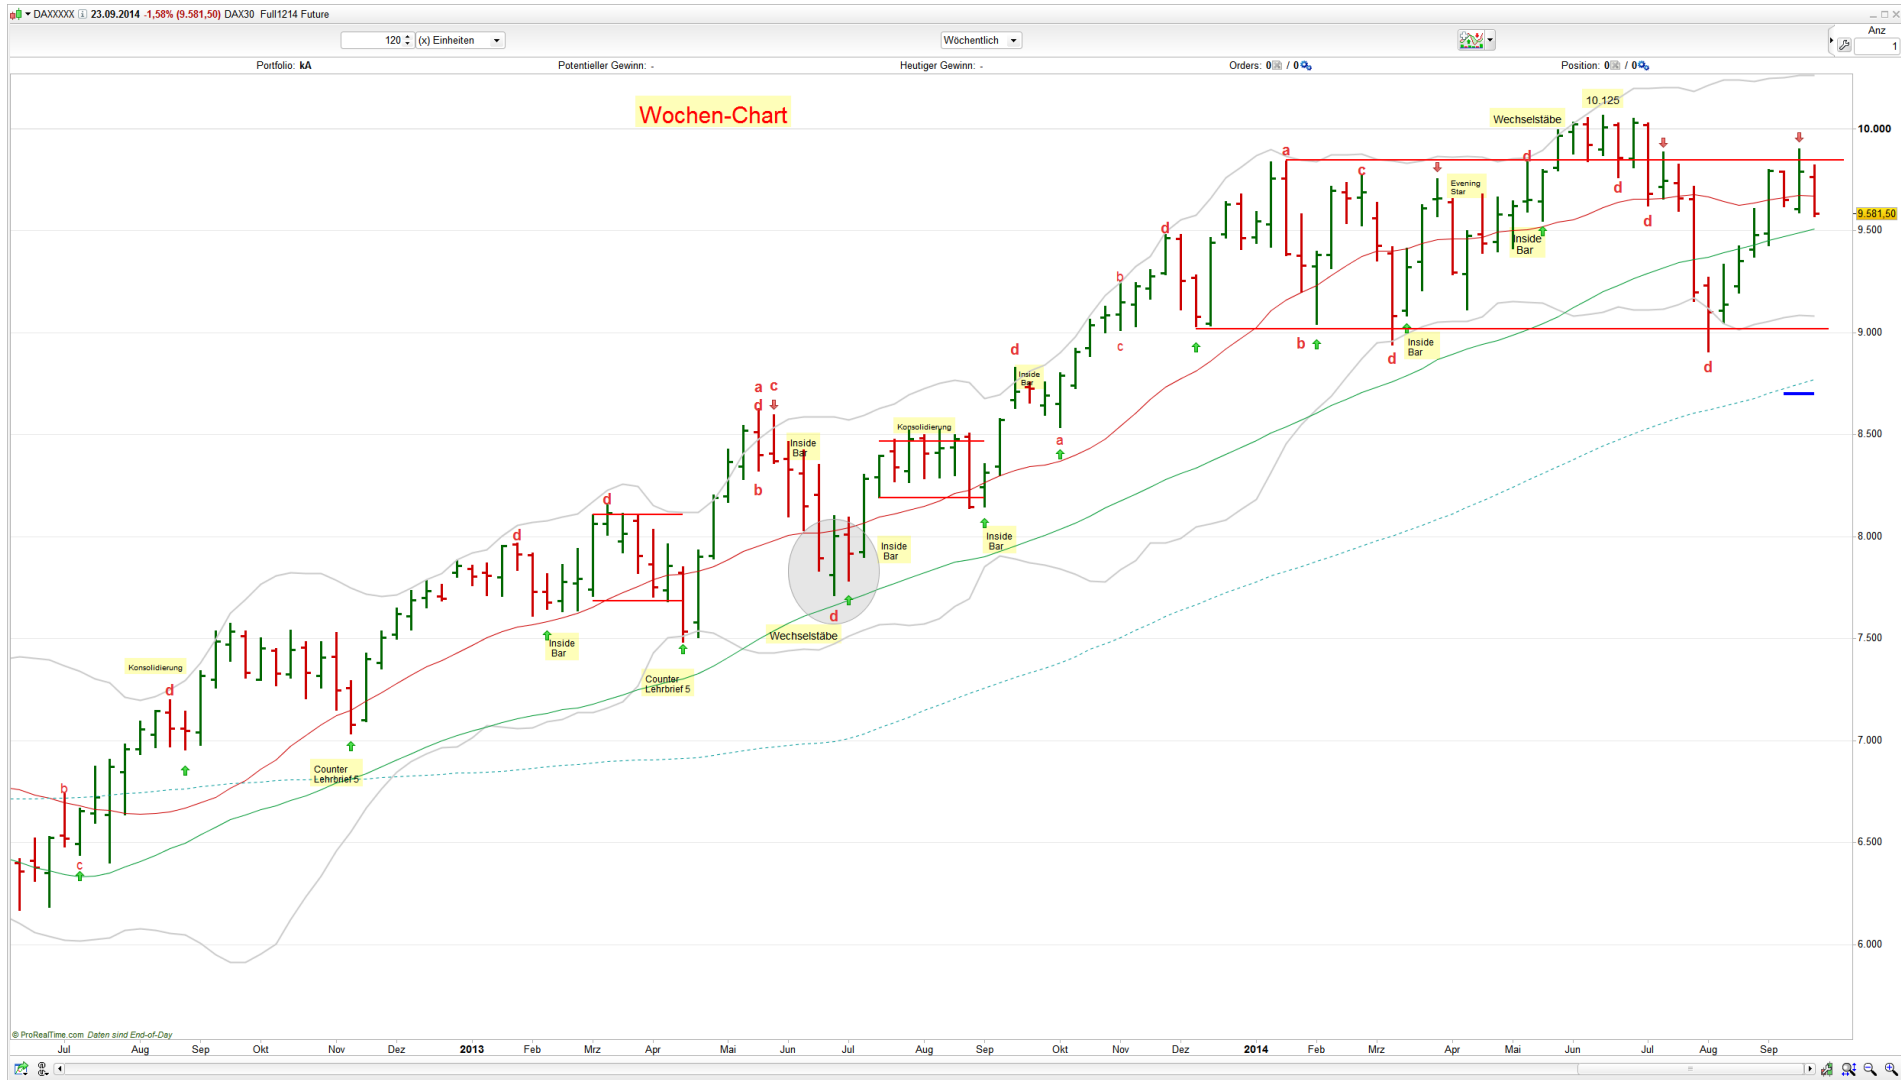 DAXXXXX 23.09.2014 -1,58% (9.581,50) DAX30 Full1214 Future
120 (x) Einheiten Wöchentlich Anz
1
Portfolio: kA Potentieller Gewinn: - Heutiger Gewinn: - Orders: 0 / 0 Position: 0 / 0
Wochen-Chart
10.125
Wechselstäbe
10.000
a
d
c
Evening
Star
d
d
9.581,50
9.500
d
Inside
Bar
b
9.000
c
b
d
Inside
Bar
d
d
Inside
Bar
a
c
d
8.500
Konsolidierung
Inside
Bar
a
b
d
d
8.000
Inside
Bar
Inside
Bar
d
Wechselstäbe
7.500
Inside
Bar
Konsolidierung
Counter
Lehrbrief 5
d
7.000
Counter
Lehrbrief 5
b
6.500
c
6.000
© ProRealTime.com Daten sind End-of-Day
Jul Aug Sep Okt Nov Dez 2013 Feb Mrz Apr Mai Jun Jul Aug Sep Okt Nov Dez 2014 Feb Mrz Apr Mai Jun Jul Aug Sep